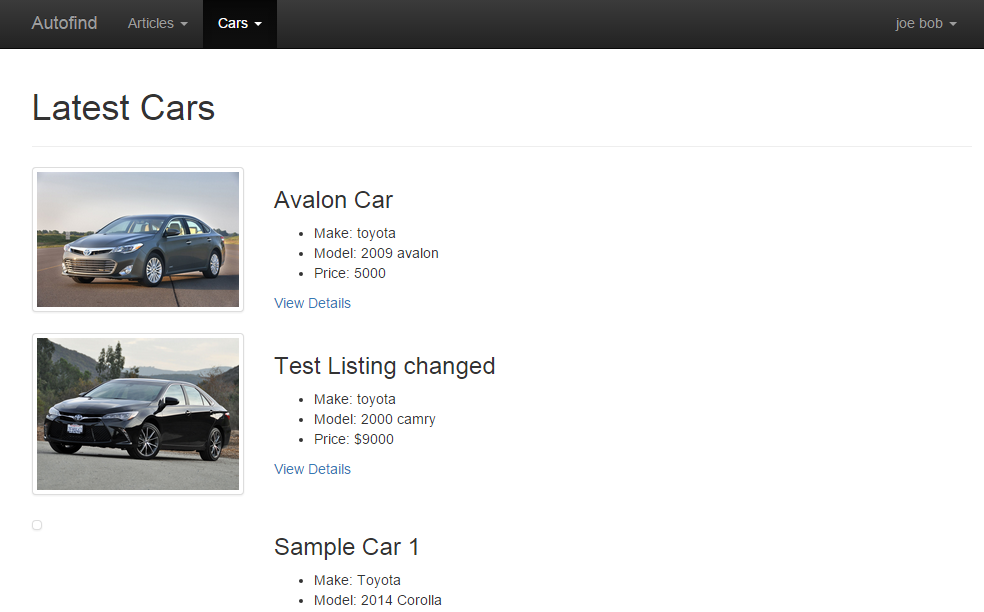 Autofind Articles Cars joe bob
Latest Cars
Avalon Car
Make: toyota
Model: 2009 avalon
Price: 5000
View Details
Test Listing changed
Make: toyota
Model: 2000 camry
Price: $9000
View Details
Sample Car 1
Make: Toyota
Model: 2014 Corolla